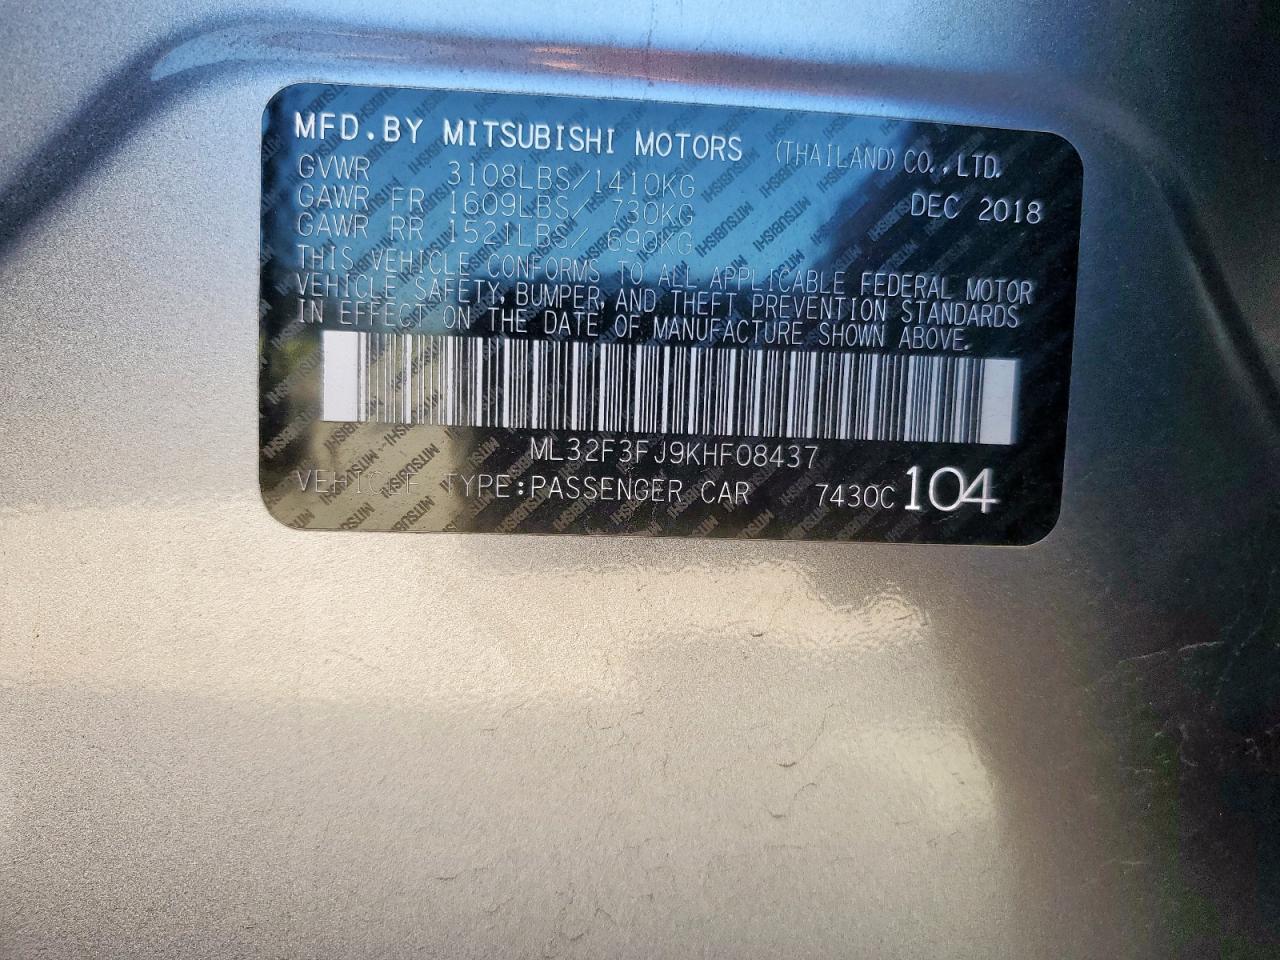 MFD.BY MITSUBISHI MOTORS (THAILAND)CO.,LTD.
GVWR 3108LBS/1410KG
GAWR FR 1609LBS/ 730KG DEC 2018
GAWR RR 1521LBS/ 690KG
THIS VEHICLE CONFORMS TO ALL APPLICABLE FEDERAL MOTOR
VEHICLE SAFETY, BUMPER, AND THEFT PREVENTION STANDARDS
IN EFFECT ON THE DATE OF MANUFACTURE SHOWN ABOVE.
ML32F3FJ9KHF08437
VEHICLE TYPE:PASSENGER CAR 7430C 104